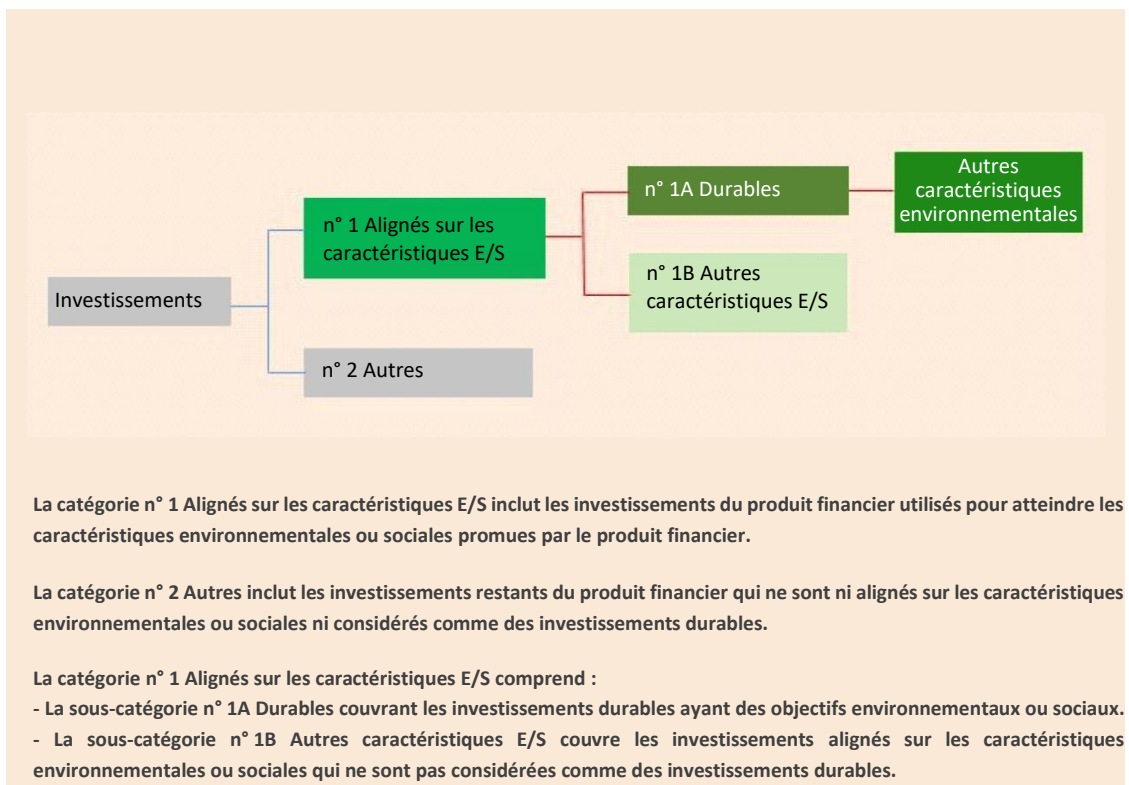 Autres
caractéristiques
environnementales
n° 1A Durables
n° 1 Alignés sur les
caractéristiques E/S
n° 1B Autres
caractéristiques E/S
Investissements
n° 2 Autres
La catégorie n° 1 Alignés sur les caractéristiques E/S inclut les investissements du produit financier utilisés pour atteindre les
caractéristiques environnementales ou sociales promues par le produit financier.
La catégorie n° 2 Autres inclut les investissements restants du produit financier qui ne sont ni alignés sur les caractéristiques
environnementales ou sociales ni considérés comme des investissements durables.
La catégorie n° 1 Alignés sur les caractéristiques E/S comprend :
- La sous-catégorie n° 1A Durables couvrant les investissements durables ayant des objectifs environnementaux ou sociaux.
- La sous-catégorie n° 1B Autres caractéristiques E/S couvre les investissements alignés sur les caractéristiques
environnementales ou sociales qui ne sont pas considérées comme des investissements durables.